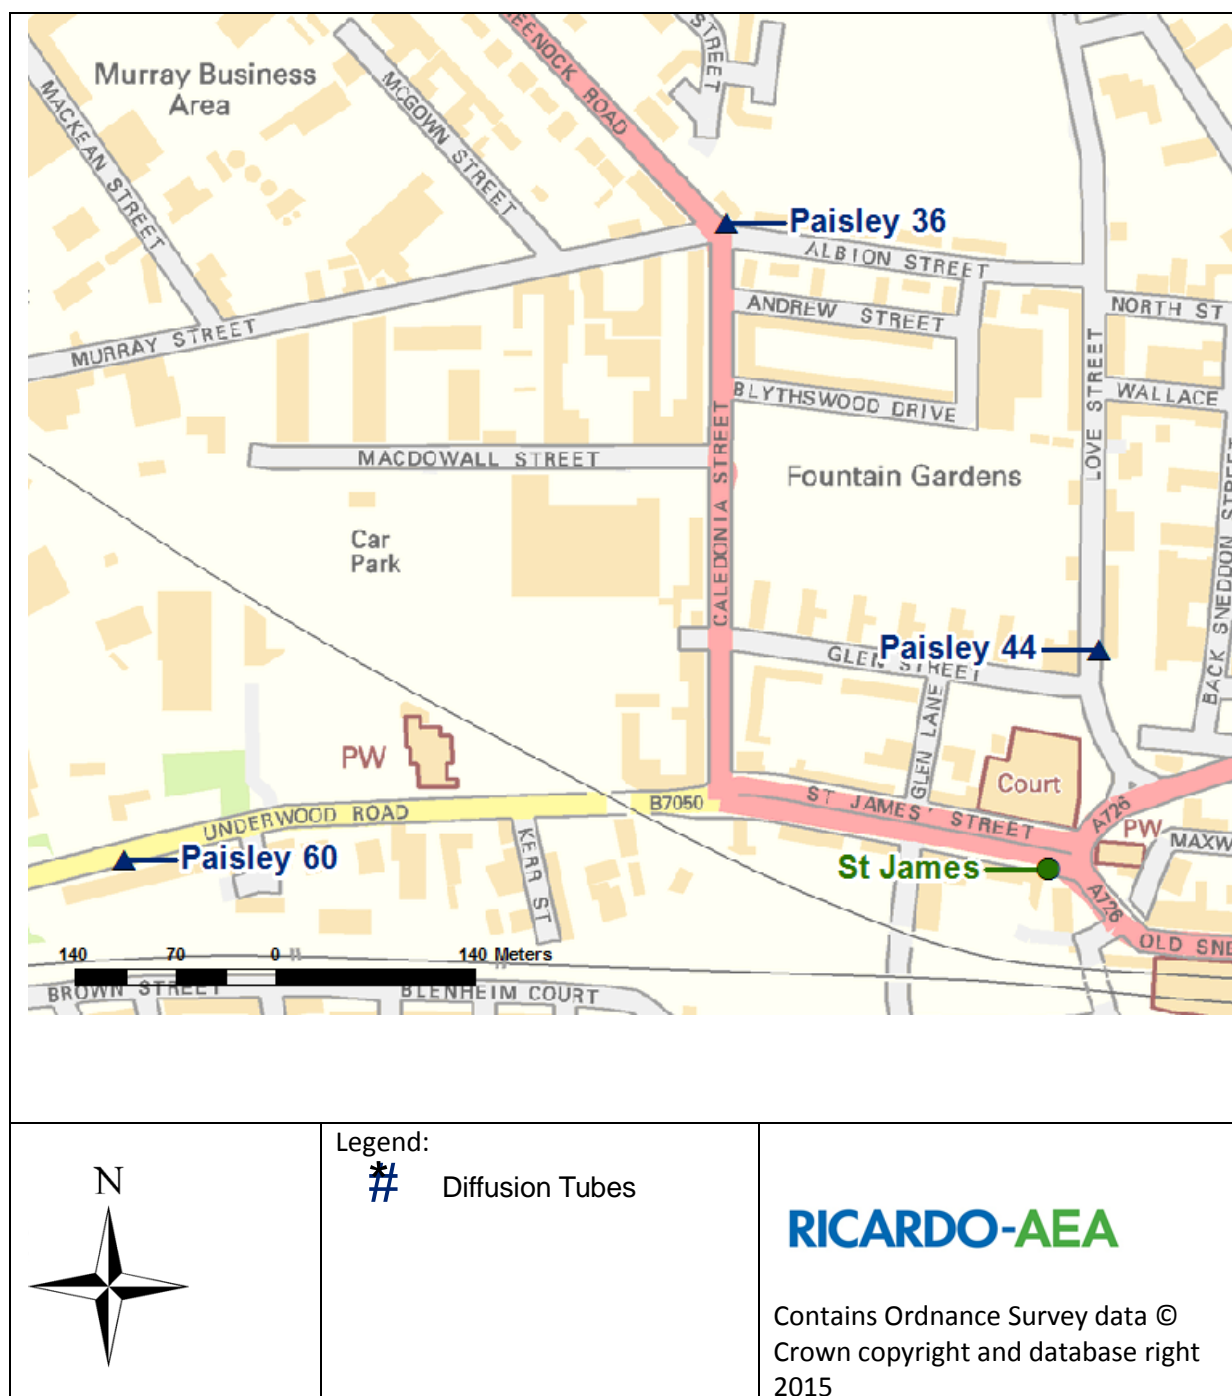 EENOCK ROAD
STREET
Murray Business
Area
MCGOWN STREET
MACKEAN STREET
Paisley 36
ALBION STREET
ANDREW STREET
NORTH ST
MURRAY STREET
LOVE STREET
BLYTHSWOOD DRIVE
WALLACE
MACDOWALL STREET
CALEDONIA STREET
Fountain Gardens
Car
Park
BACK SNEDDON STREET
GLEN STREET
Paisley 44
GLEN LANE
PW
Court
B7050
ST JAMES' STREET
A726
PW
MAXW
UNDERWOOD ROAD
Paisley 60
KERR ST
St James
A726
OLD SNE
140 70 0 140 Meters
BROWN STREET
BLENHEIM COURT
N
Legend:
*
# Diffusion Tubes
RICARDO-AEA
Contains Ordnance Survey data ©
Crown copyright and database right
2015